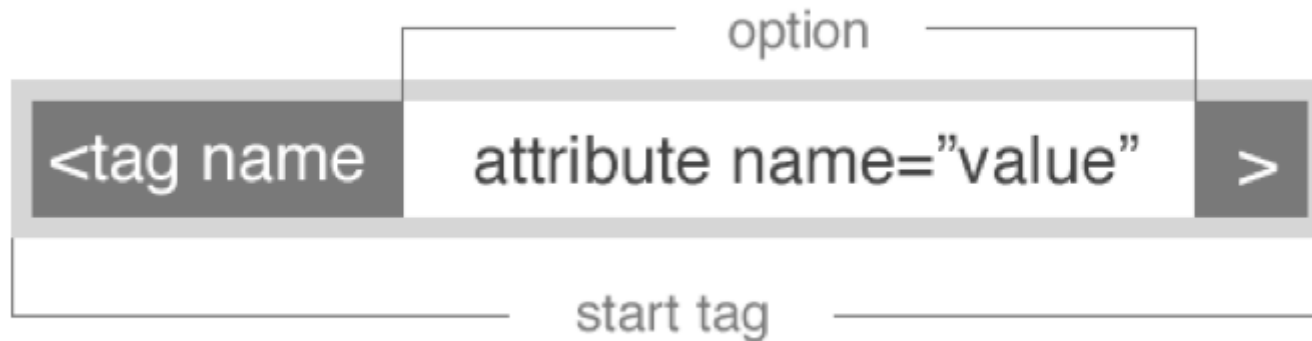 option
<tag name attribute name=”value” >
start tag